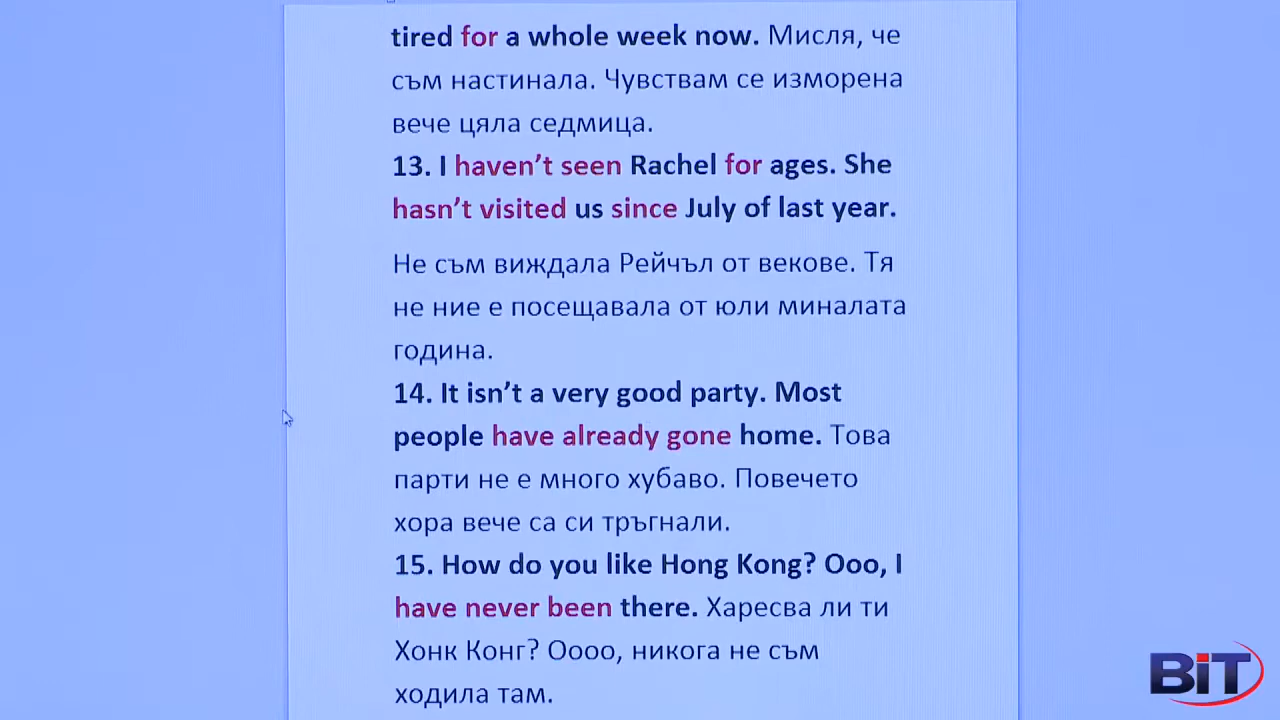 tired for a whole week now. Мисля, че
съм настинала. Чувствам се изморена
вече цяла седмица.
13. I haven’t seen Rachel for ages. She
hasn’t visited us since July of last year.
Не съм виждала Рейчъл от векове. Тя
не ние е посещавала от юли миналата
година.
14. It isn’t a very good party. Most
people have already gone home. Това
парти не е много хубаво. Повечето
хора вече са си тръгнали.
15. How do you like Hong Kong? Ooo, I
have never been there. Харесва ли ти
Хонк Конг? Оооо, никога не съм
ходила там.
BiT